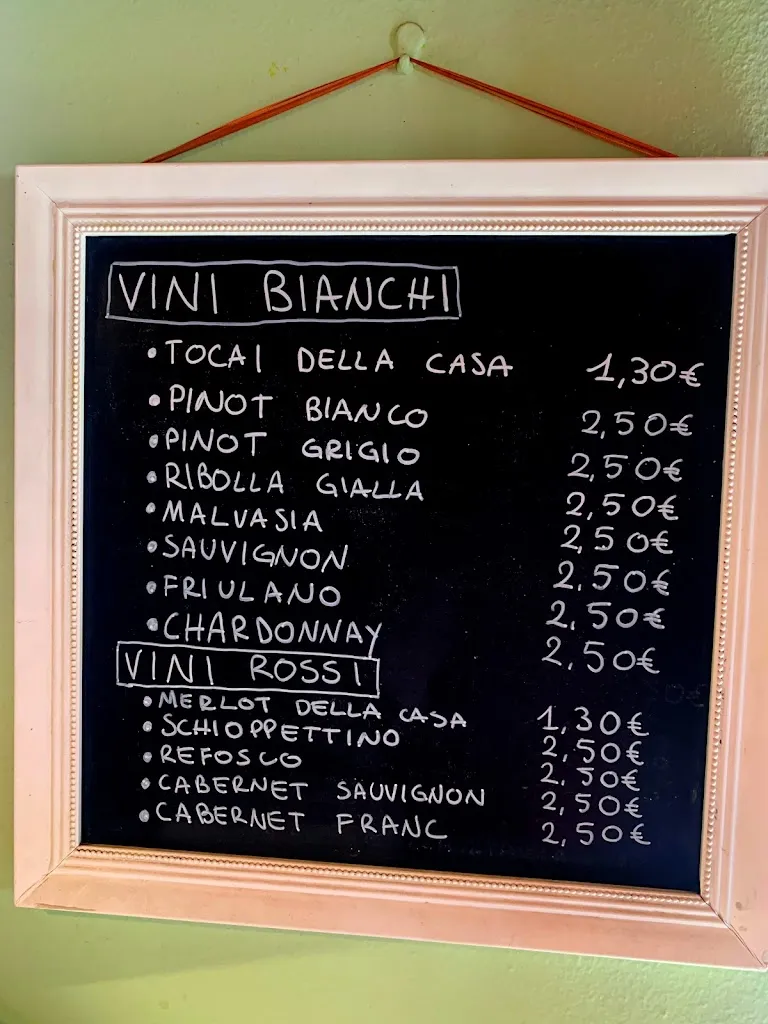 VINI BIANCHI
• TOCAI DELLA CASA 1,30€
• PINOT BIANCO 2,50€
• PINOT GRIGIO 2,50€
• RIBOLLA GIALLA 2,50€
• MALVASIA 2,50€
• SAUVIGNON 2,50€
• FRIULANO 2,50€
• CHARDONNAY 2,50€
VINI ROSSI
• MERLOT DELLA CASA 1,30€
• SCHIOPPETTINO 2,50€
• REFOSCO 2,50€
• CABERNET SAUVIGNON 2,50€
• CABERNET FRANC 2,50€